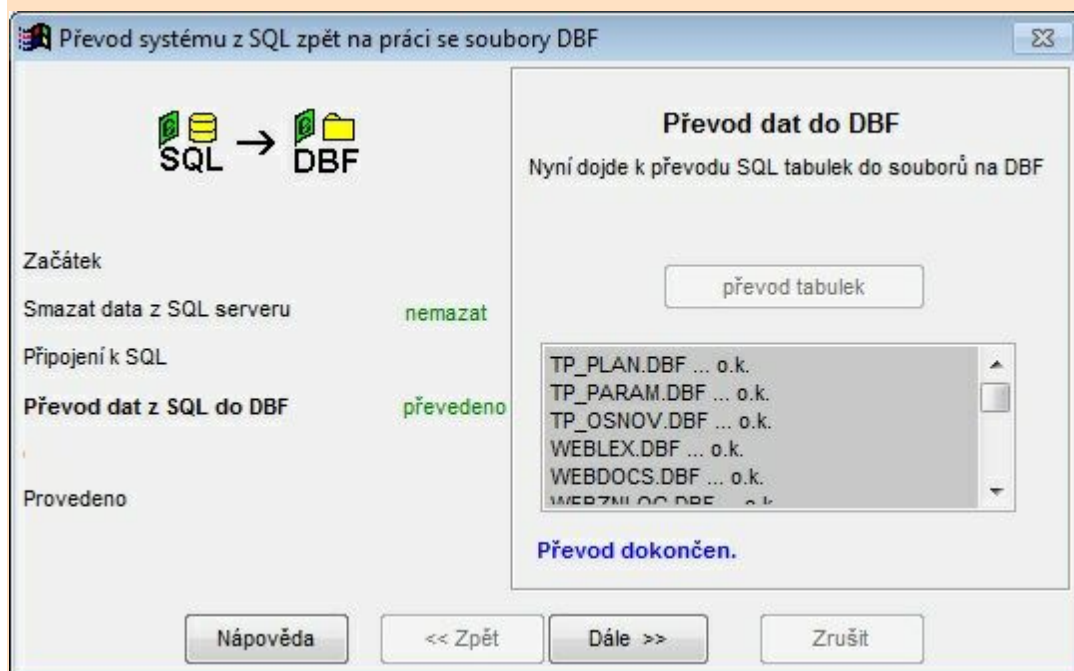 Převod systému z SQL zpět na práci se soubory DBF
SQL → DBF
Začátek
Smazat data z SQL serveru nemazat
Připojení k SQL
Převod dat z SQL do DBF převedeno
Provedeno
Převod dat do DBF
Nyní dojde k převodu SQL tabulek do souborů na DBF
převod tabulek
TP_PLAN.DBF ... o.k.
TP_PARAM.DBF ... o.k.
TP_OSNOV.DBF ... o.k.
WEBLEX.DBF ... o.k.
WEBDOCS.DBF ... o.k.
Převod dokončen.
Nápověda << Zpět Dále >> Zrušit